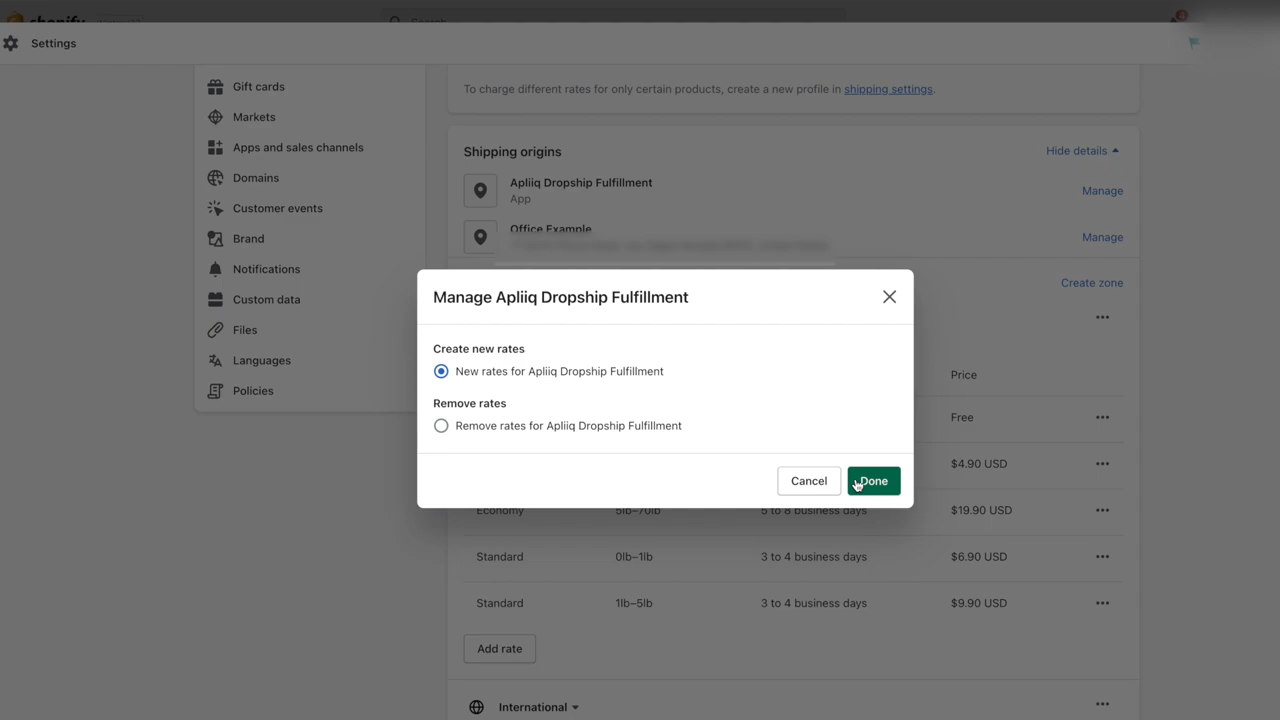 shopify
Search
4
Settings
Gift cards
Markets
Apps and sales channels
Domains
Customer events
Brand
Notifications
Custom data
Files
Languages
Policies
To charge different rates for only certain products, create a new profile in shipping settings.
Shipping origins
Hide details
Apliiq Dropship Fulfillment
App
Manage
Office Example
Manage
Create zone
Manage Apliiq Dropship Fulfillment
Create new rates
New rates for Apliiq Dropship Fulfillment
Remove rates
Remove rates for Apliiq Dropship Fulfillment
Cancel
Done
Price
Free
$4.90 USD
Economy 5lb–70lb 5 to 8 business days $19.90 USD
Standard 0lb–1lb 3 to 4 business days $6.90 USD
Standard 1lb–5lb 3 to 4 business days $9.90 USD
Add rate
International